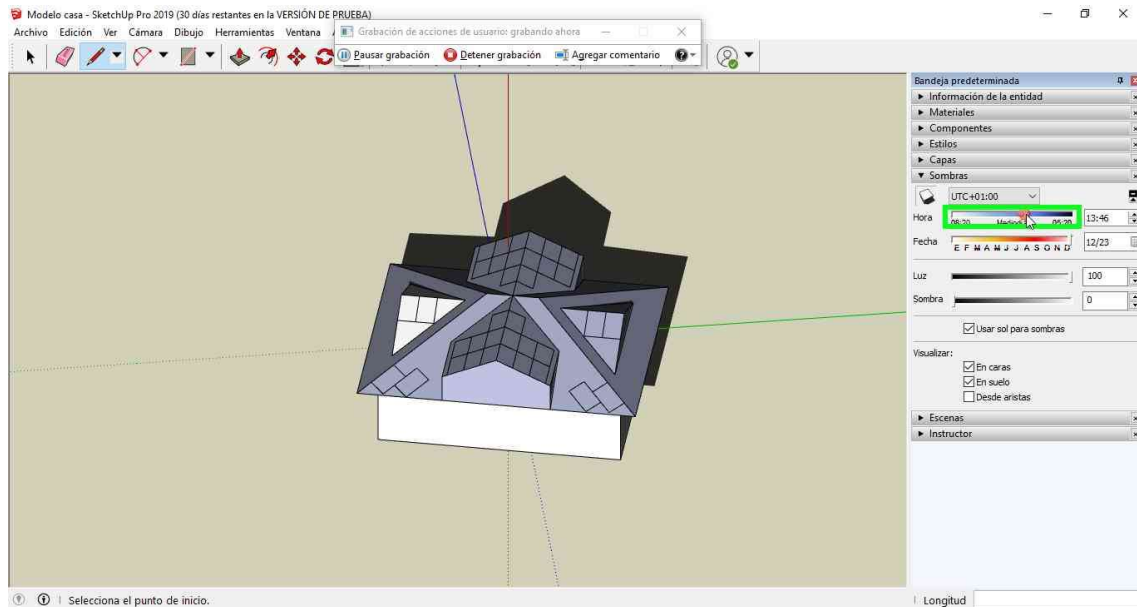 Modelo casa - SketchUp Pro 2019 (30 días restantes en la VERSIÓN DE PRUEBA)
Archivo Edición Ver Cámara Dibujo Herramientas Ventana
Grabación de acciones de usuario: grabando ahora
Pausar grabación Detener grabación Agregar comentario
Bandeja predeterminada
Información de la entidad
Materiales
Componentes
Estilos
Capas
Sombras
UTC+01:00
Hora 13:46
08:20 05:20
Fecha 12/23
E F M A M J J A S O N D
Luz 100
Sombra 0
Usar sol para sombras
Visualizar:
En caras
En suelo
Desde aristas
Escenas
Instructor
Selecciona el punto de inicio.
Longitud